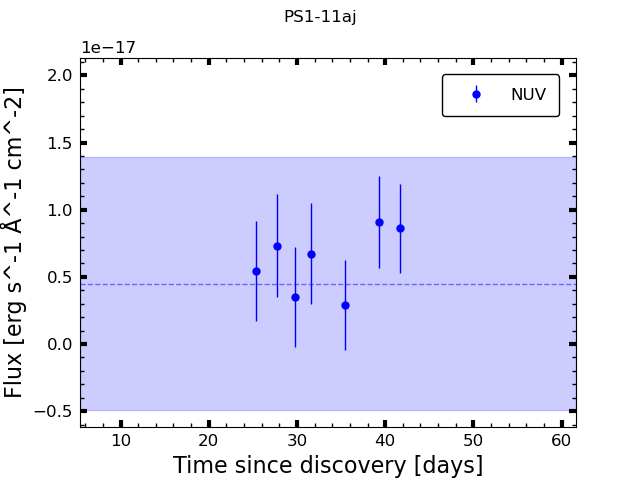 PS1-11aj
1e−17
NUV
2.0
1.5
1.0
0.5
0.0
−0.5
Flux [erg s^-1 Å^-1 cm^-2]
10 20 30 40 50 60
Time since discovery [days]